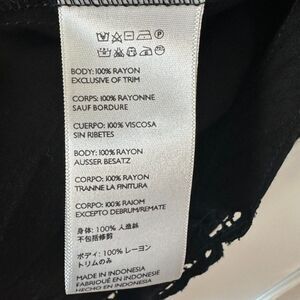 BODY: 100% RAYON
EXCLUSIVE OF TRIM
CORPS: 100% RAYONNE
SAUF BORDURE
CUERPO: 100% VISCOSA
SIN RIBETES
BODY: 100% RAYON
AUSSER BESATZ
CORPO: 100% RAYON
TRANNE LA FINITURA
CORPO: 100% RAIOM
EXCEPTO DEBRUM/REMATE
身体: 100% 人造絲
不包括修剪
ボディ: 100% レーヨン
トリムのみ
MADE IN INDONESIA
FABRIQUÉ EN INDONESIE
HECHO EN INDONESIA